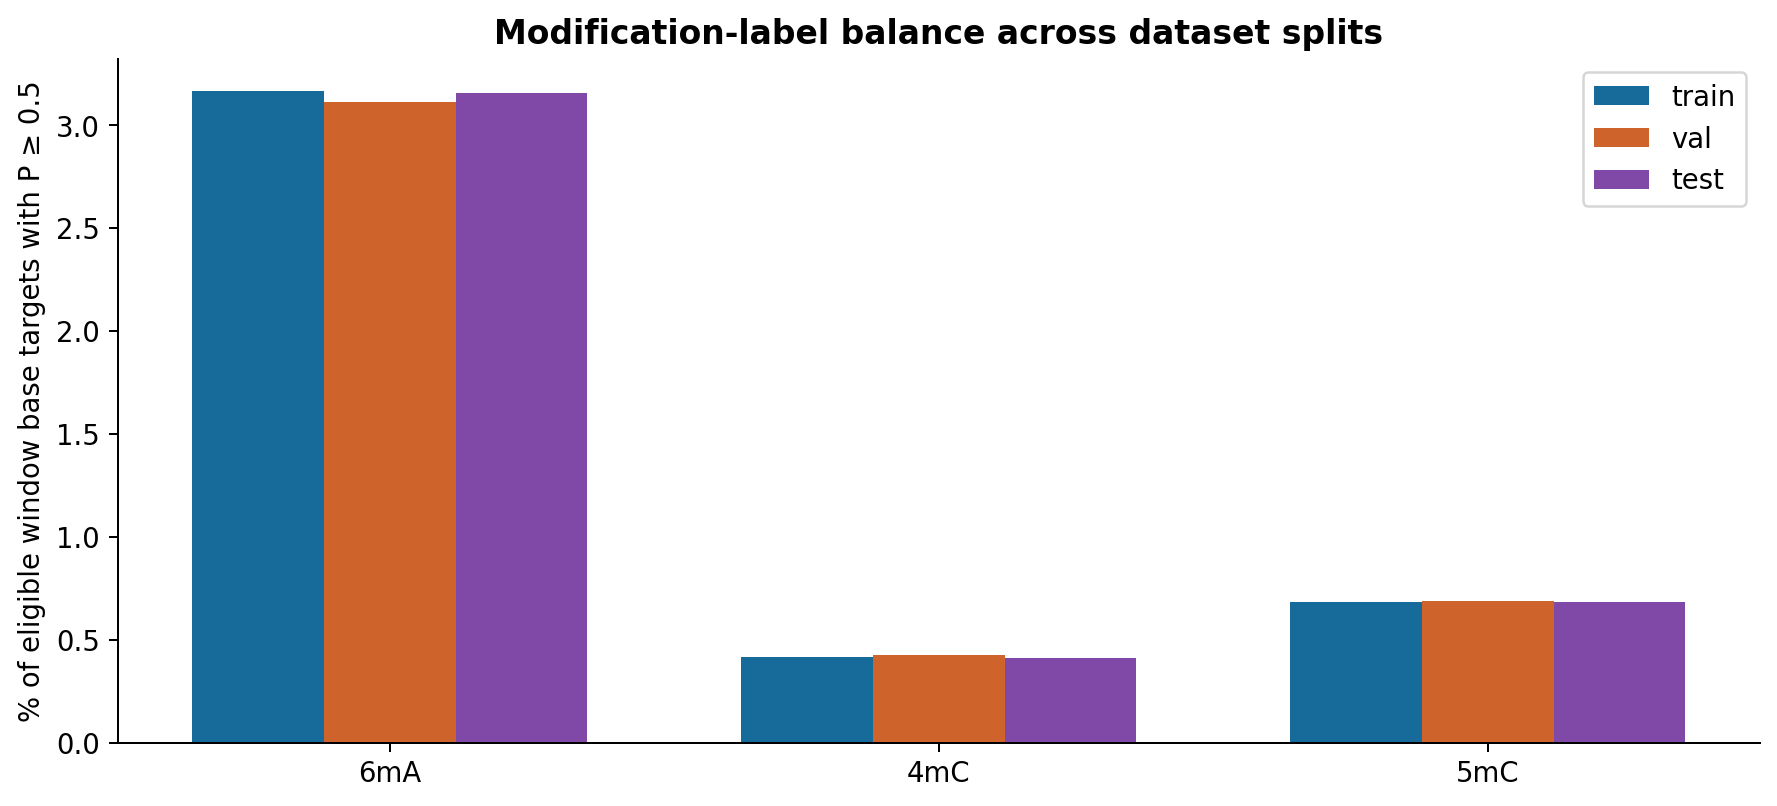 Modification-label balance across dataset splits
% of eligible window base targets with P ≥ 0.5
3.0
2.5
2.0
1.5
1.0
0.5
0.0
train
val
test
6mA
4mC
5mC